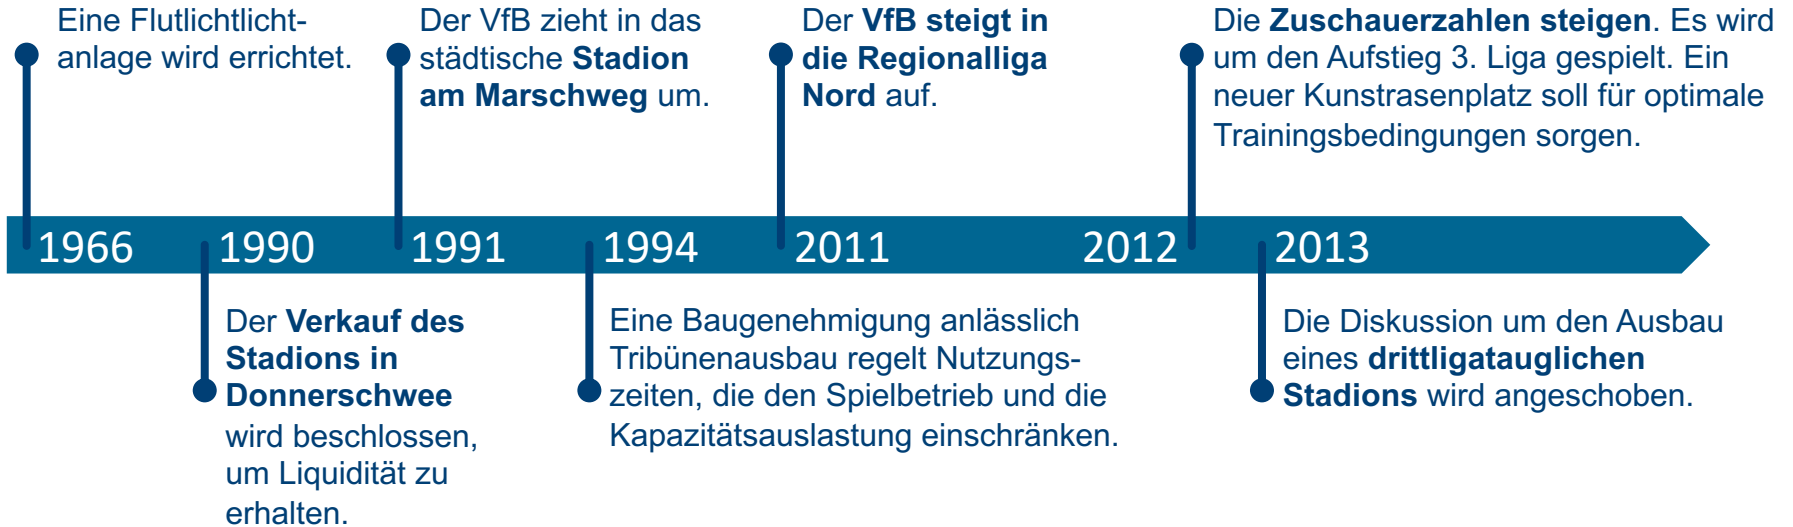 Eine Flutlichtlicht-
anlage wird errichtet.
Der VfB zieht in das
städtische Stadion
am Marschweg um.
Der VfB steigt in
die Regionalliga
Nord auf.
Die Zuschauerzahlen steigen. Es wird
um den Aufstieg 3. Liga gespielt. Ein
neuer Kunstrasenplatz soll für optimale
Trainingsbedingungen sorgen.
1966 1990 1991 1994 2011 2012 2013
Der Verkauf des
Stadions in
Donnerschwee
wird beschlossen,
um Liquidität zu
erhalten.
Eine Baugenehmigung anlässlich
Tribünenausbau regelt Nutzungs-
zeiten, die den Spielbetrieb und die
Kapazitätsauslastung einschränken.
Die Diskussion um den Ausbau
eines drittligatauglichen
Stadions wird angeschoben.